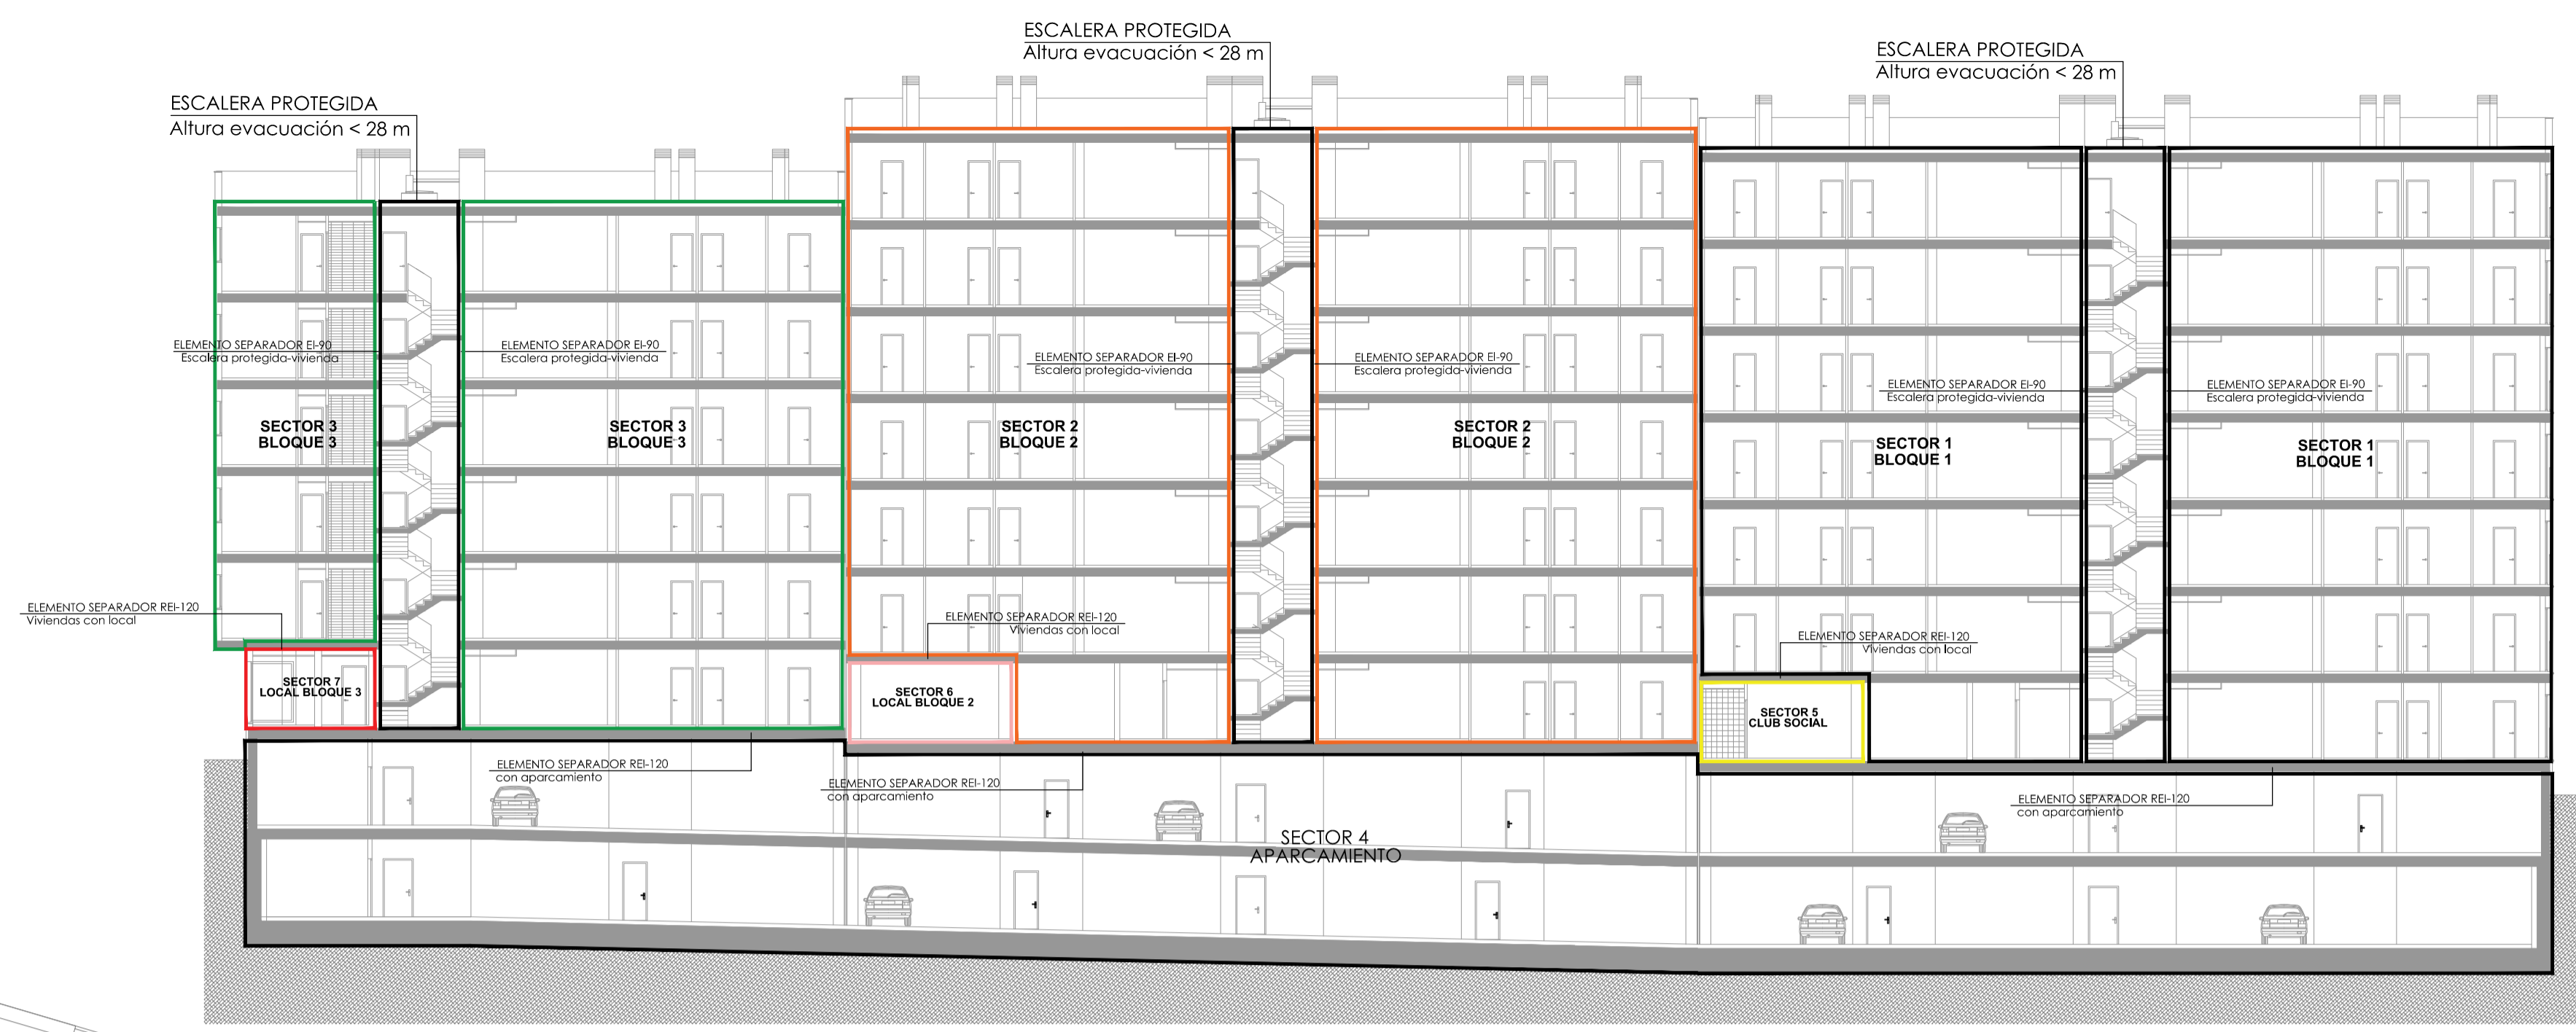 ESCALERA PROTEGIDA
Altura evacuación < 28 m
ESCALERA PROTEGIDA
Altura evacuación < 28 m
ESCALERA PROTEGIDA
Altura evacuación < 28 m
ELEMENTO SEPARADOR EI-90
Escalera protegida-vivienda
ELEMENTO SEPARADOR EI-90
Escalera protegida-vivienda
ELEMENTO SEPARADOR EI-90
Escalera protegida-vivienda
ELEMENTO SEPARADOR EI-90
Escalera protegida-vivienda
ELEMENTO SEPARADOR EI-90
Escalera protegida-vivienda
ELEMENTO SEPARADOR EI-90
Escalera protegida-vivienda
SECTOR 3
BLOQUE 3
SECTOR 3
BLOQUE 3
SECTOR 2
BLOQUE 2
SECTOR 2
BLOQUE 2
SECTOR 1
BLOQUE 1
SECTOR 1
BLOQUE 1
ELEMENTO SEPARADOR REI-120
Viviendas con local
ELEMENTO SEPARADOR REI-120
Viviendas con local
ELEMENTO SEPARADOR REI-120
Viviendas con local
SECTOR 7
LOCAL BLOQUE 3
SECTOR 6
LOCAL BLOQUE 2
SECTOR 5
CLUB SOCIAL
ELEMENTO SEPARADOR REI-120
con aparcamiento
ELEMENTO SEPARADOR REI-120
con aparcamiento
ELEMENTO SEPARADOR REI-120
con aparcamiento
SECTOR 4
APARCAMIENTO